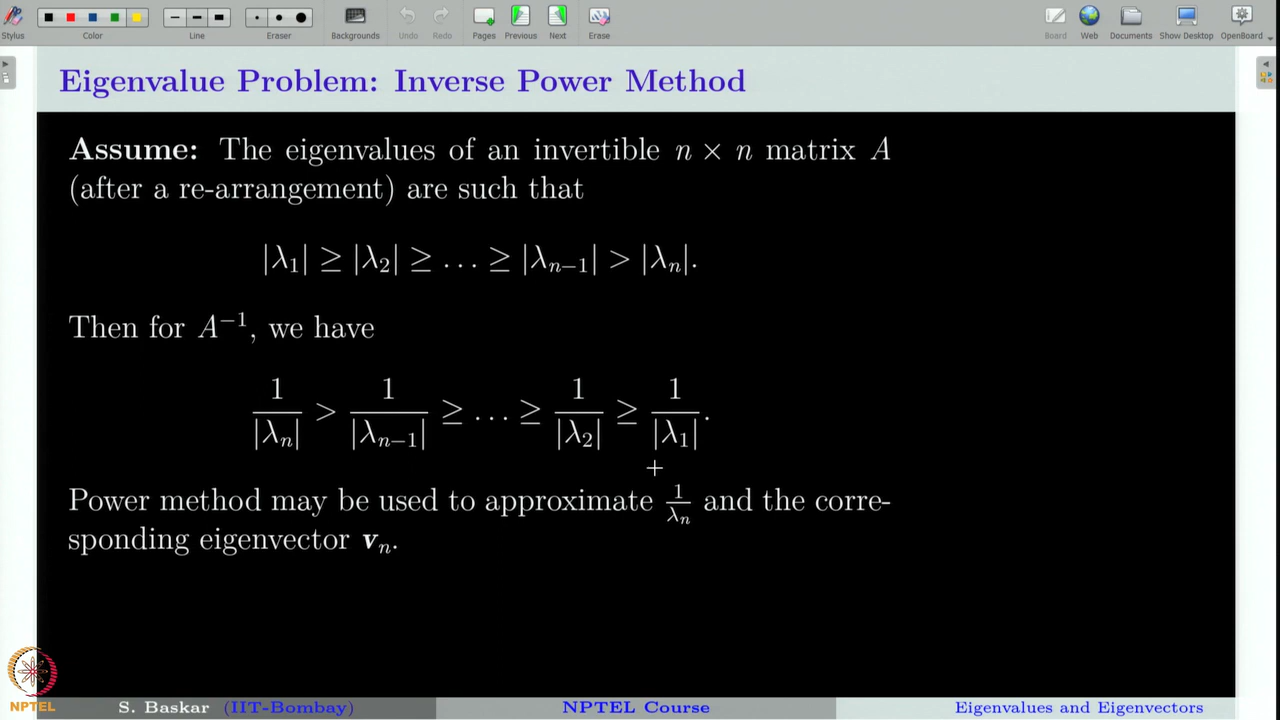 Stylus Color Line Eraser Backgrounds Undo Redo Pages Previous Next Erase Board Web Documents Show Desktop OpenBoard
Eigenvalue Problem: Inverse Power Method
Assume: The eigenvalues of an invertible n × n matrix A
(after a re-arrangement) are such that
|λ₁| ≥ |λ₂| ≥ … ≥ |λₙ₋₁| > |λₙ|.
Then for A⁻¹, we have
1/|λₙ| > 1/|λₙ₋₁| ≥ … ≥ 1/|λ₂| ≥ 1/|λ₁|.
Power method may be used to approximate 1/λₙ and the corre-
sponding eigenvector vₙ.
NPTEL
S. Baskar (IIT-Bombay) NPTEL Course Eigenvalues and Eigenvectors